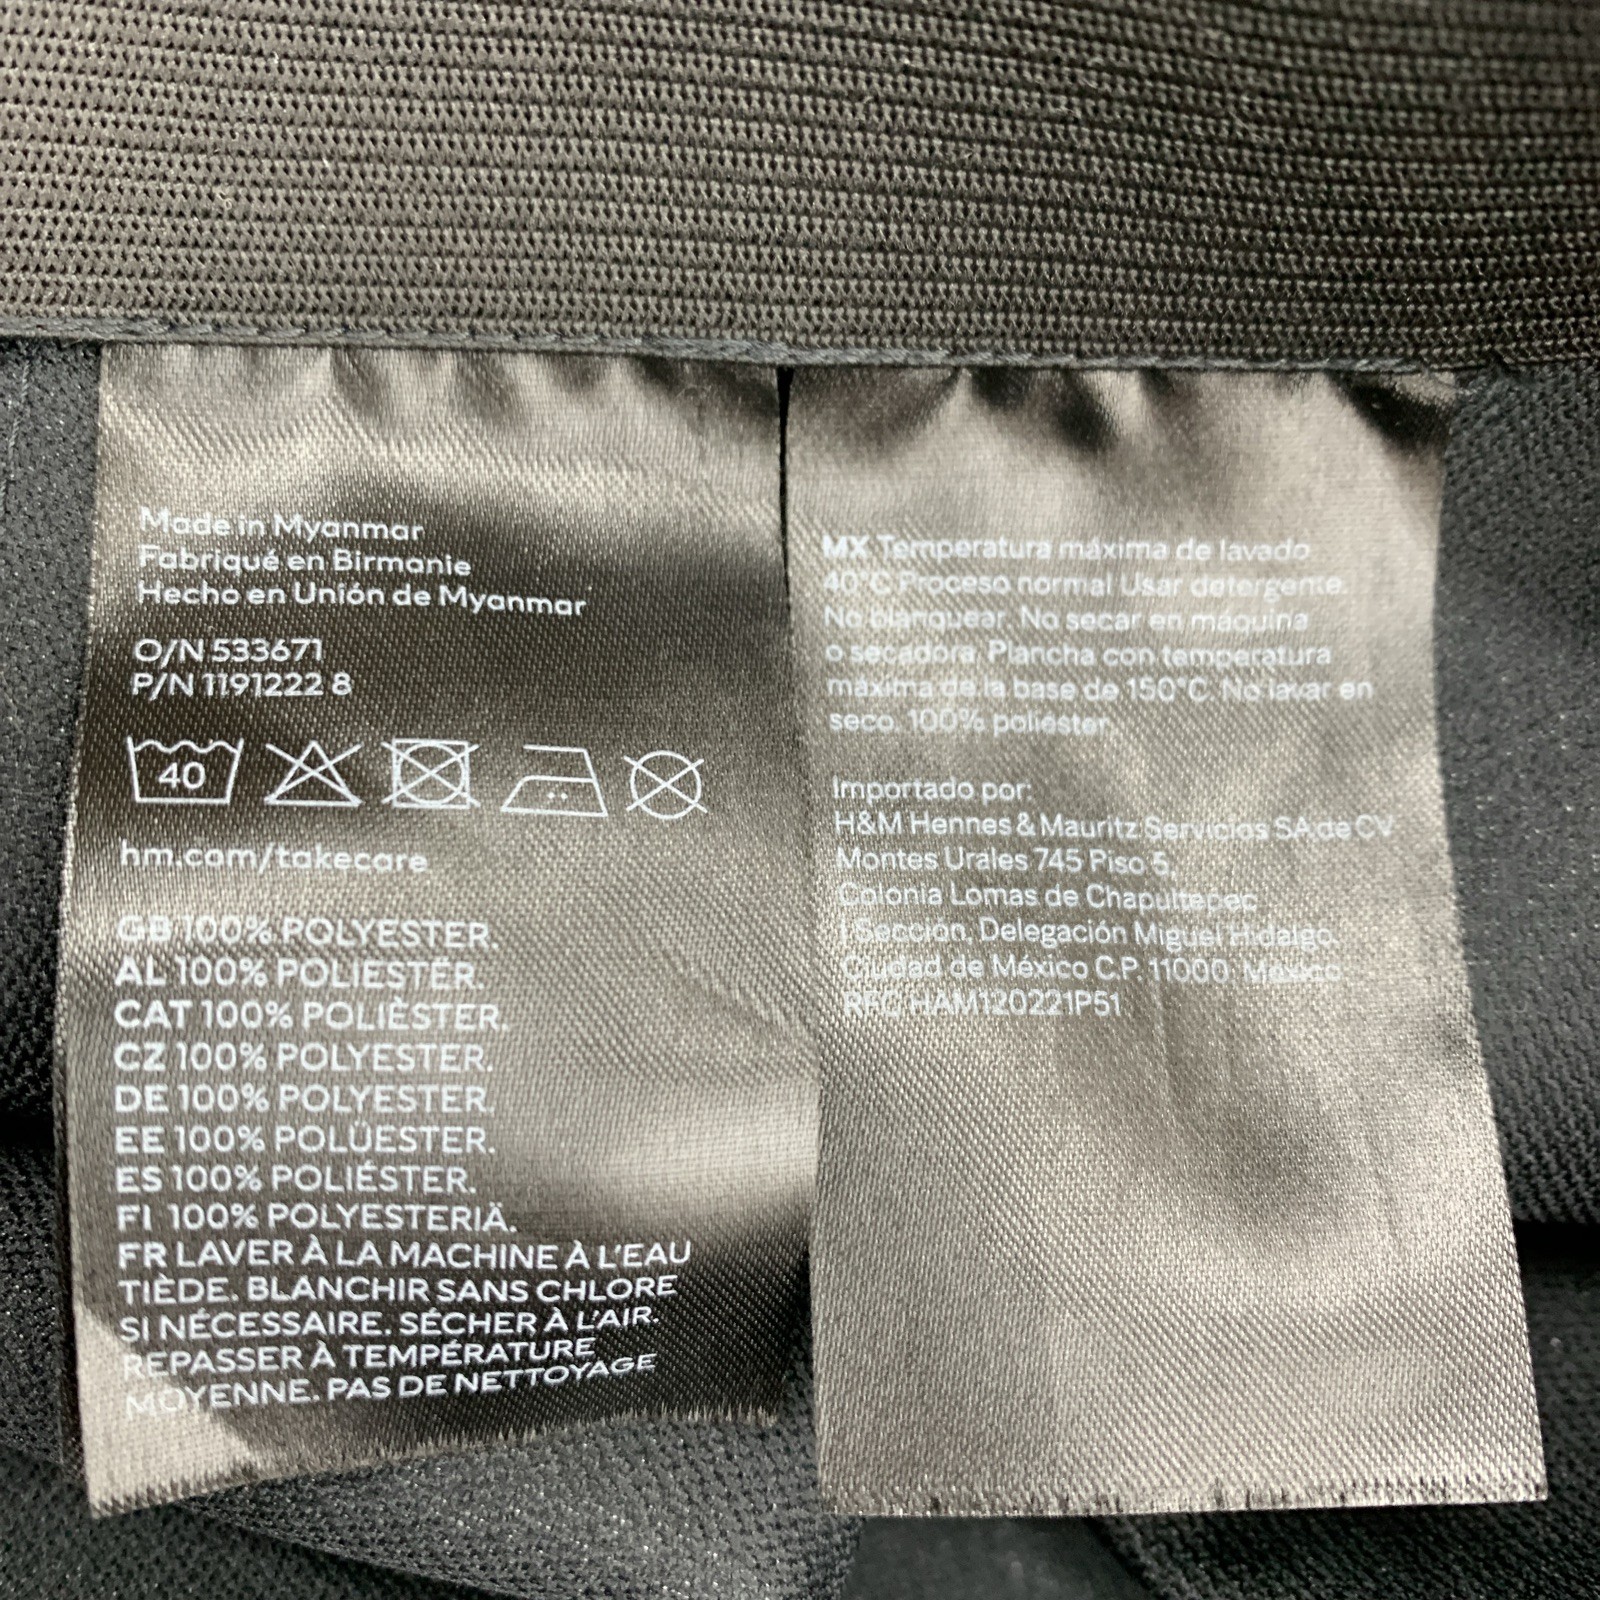 Made in Myanmar
Fabriqué en Birmanie
Hecho en Unión de Myanmar
O/N 533671
P/N 1191222 8
40
hm.com/takecare
GB 100% POLYESTER.
AL 100% POLIESTËR.
CAT 100% POLIÈSTER.
CZ 100% POLYESTER.
DE 100% POLYESTER.
EE 100% POLÜESTER.
ES 100% POLIÉSTER.
FI 100% POLYESTERIÄ.
FR LAVER À LA MACHINE À L'EAU
TIÈDE. BLANCHIR SANS CHLORE
SI NÉCESSAIRE. SÉCHER À L'AIR.
REPASSER À TEMPÉRATURE
MOYENNE. PAS DE NETTOYAGE
MX Temperatura máxima de lavado
40°C Proceso normal Usar detergente.
No blanquear. No secar en máquina
o secadora. Plancha con temperatura
máxima de la base de 150°C. No lavar en
seco. 100% poliéster
Importado por:
H&M Hennes & Mauritz Servicios SA de CV
Montes Urales 745 Piso 5,
Colonia Lomas de Chapultepec
I Sección, Delegación Miguel Hidalgo.
Ciudad de México C.P. 11000. México
RFC HAM120221P51